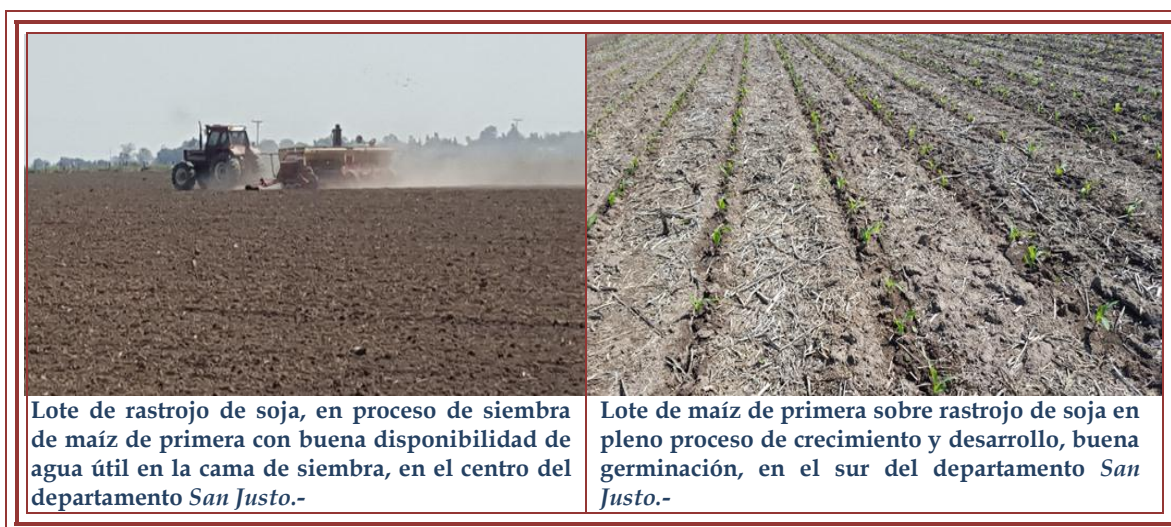 Lote de rastrojo de soja, en proceso de siembra
de maíz de primera con buena disponibilidad de
agua útil en la cama de siembra, en el centro del
departamento San Justo.-
Lote de maíz de primera sobre rastrojo de soja en
pleno proceso de crecimiento y desarrollo, buena
germinación, en el sur del departamento San
Justo.-